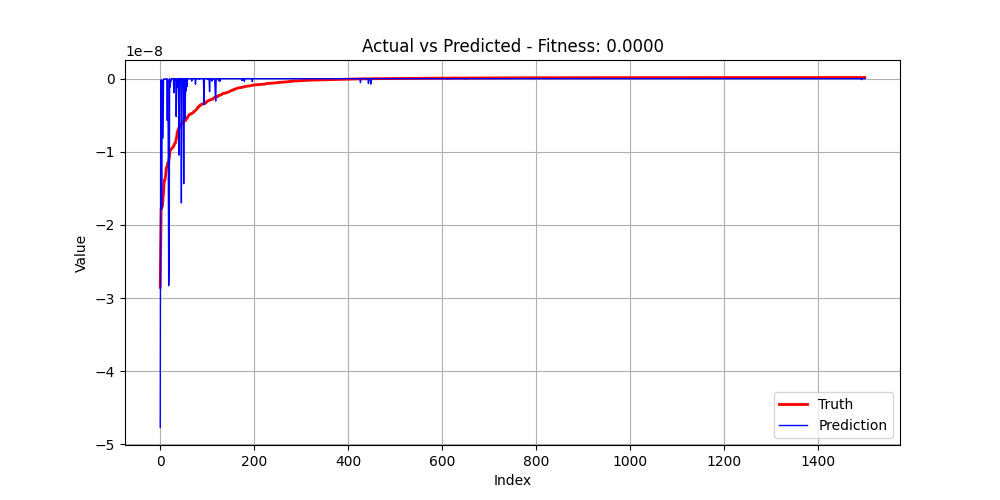 Actual vs Predicted - Fitness: 0.0000
1e−8
0
−1
−2
−3
−4
−5
Value
0 200 400 600 800 1000 1200 1400
Index
Truth
Prediction